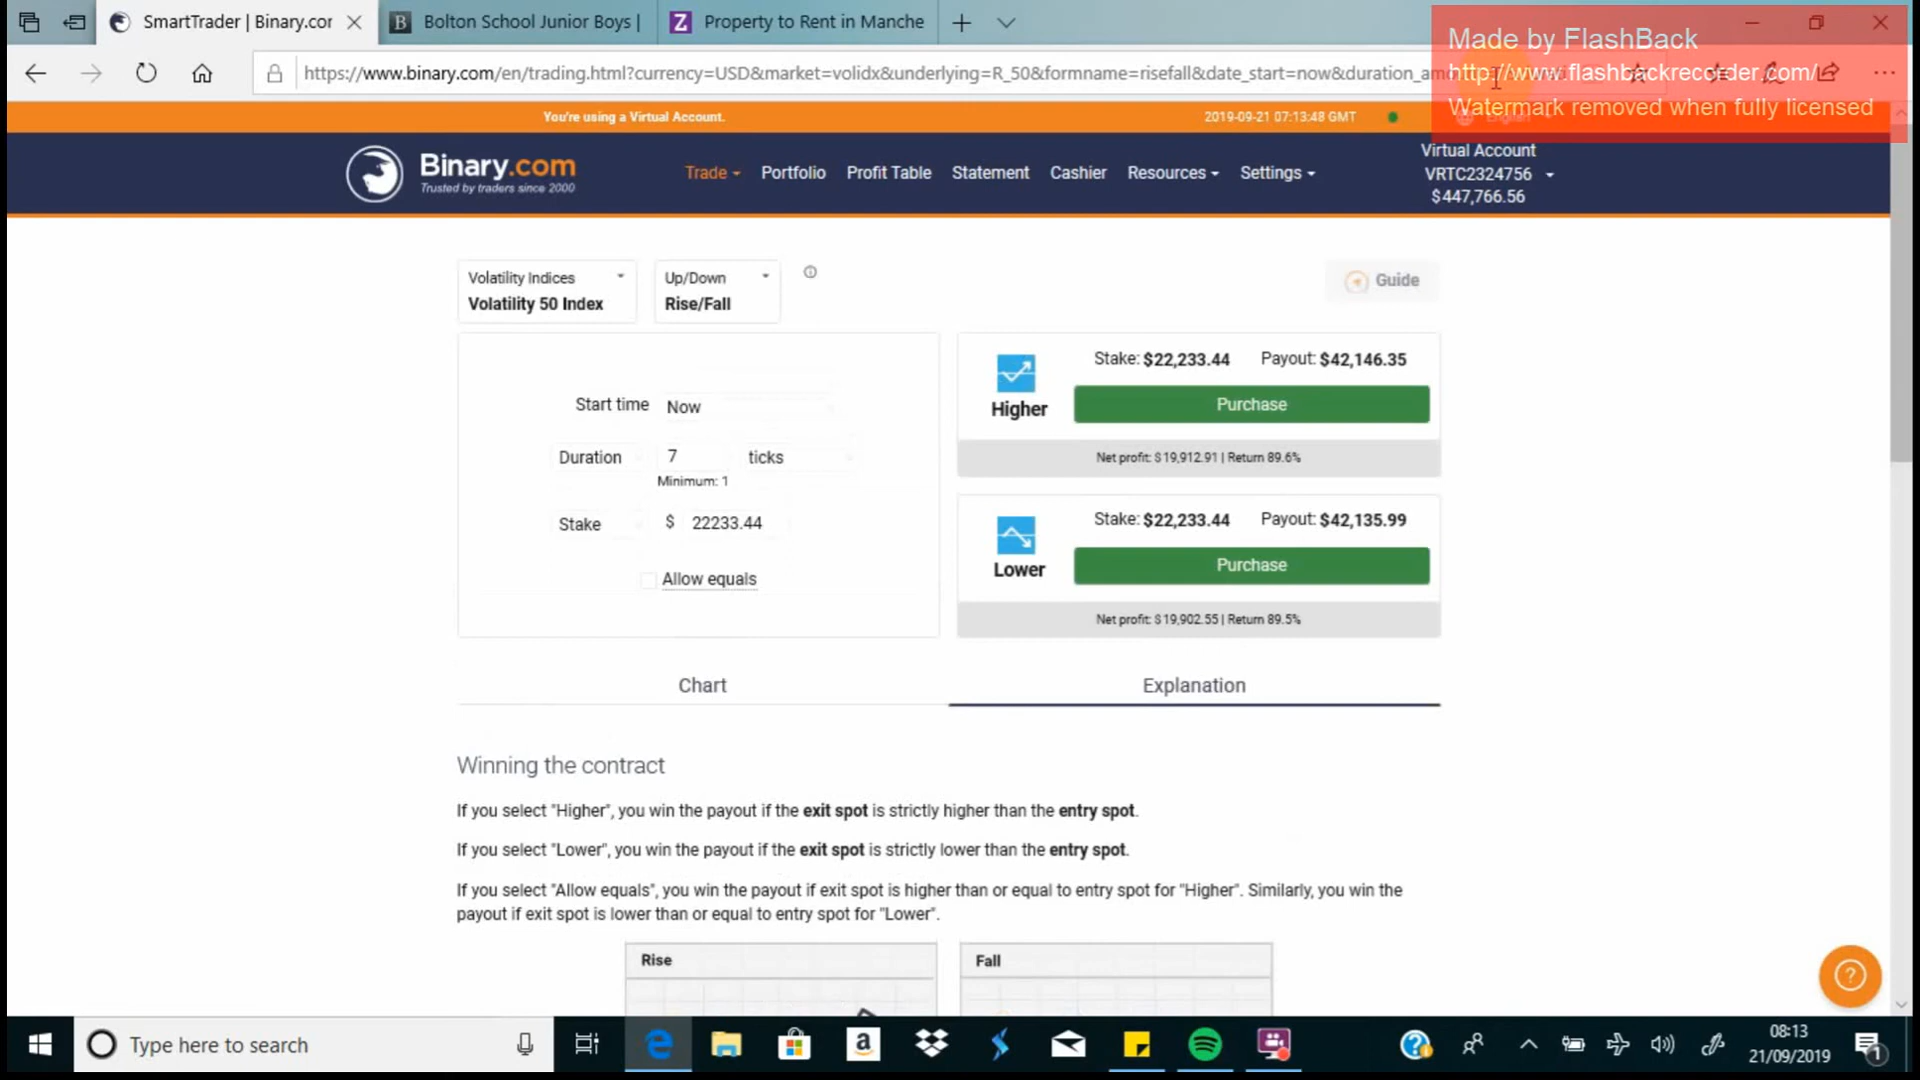 SmartTrader | Binary.cor
Bolton School Junior Boys |
Property to Rent in Manche
Made by FlashBack
http://www.flashbackrecorder.com/
Watermark removed when fully licensed
https://www.binary.com/en/trading.html?currency=USD&market=volidx&underlying=R_50&formname=risefall&date_start=now&duration_amo
You're using a Virtual Account.
2019-09-21 07:13:48 GMT
English
Binary.com
Trusted by traders since 2000
Trade
Portfolio
Profit Table
Statement
Cashier
Resources
Settings
Virtual Account
VRTC2324756
$447,766.56
Volatility Indices
Volatility 50 Index
Up/Down
Rise/Fall
Guide
Start time Now
Duration 7 ticks
Minimum: 1
Stake $ 22233.44
Allow equals
Higher
Stake: $22,233.44 Payout: $42,146.35
Purchase
Net profit: $19,912.91 | Return 89.6%
Lower
Stake: $22,233.44 Payout: $42,135.99
Purchase
Net profit: $19,902.55 | Return 89.5%
Chart
Explanation
Winning the contract
If you select "Higher", you win the payout if the exit spot is strictly higher than the entry spot.
If you select "Lower", you win the payout if the exit spot is strictly lower than the entry spot.
If you select "Allow equals", you win the payout if exit spot is higher than or equal to entry spot for "Higher". Similarly, you win the
payout if exit spot is lower than or equal to entry spot for "Lower".
Rise
Fall
Type here to search
08:13
21/09/2019
1